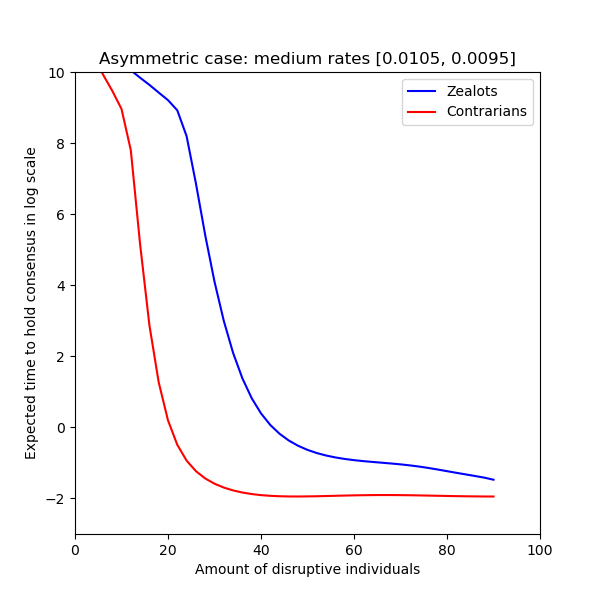 Asymmetric case: medium rates [0.0105, 0.0095]
Zealots
Contrarians
Expected time to hold consensus in log scale
10
8
6
4
2
0
−2
0 20 40 60 80 100
Amount of disruptive individuals